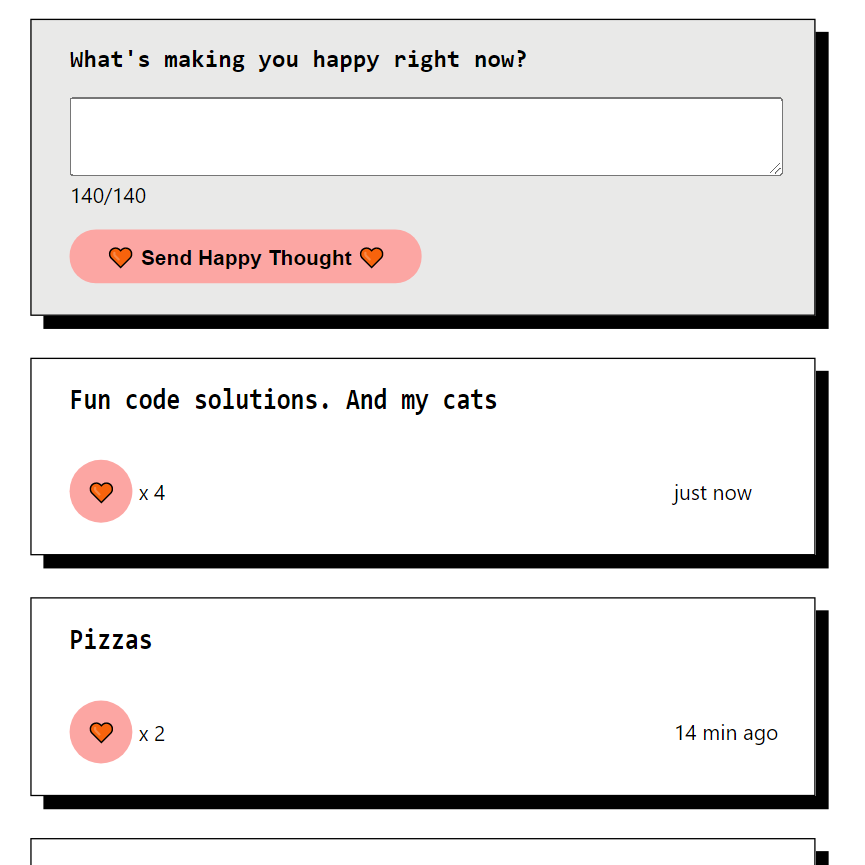 What's making you happy right now?
140/140
🧡 Send Happy Thought 🧡
Fun code solutions. And my cats
🧡 x 4
just now
Pizzas
🧡 x 2
14 min ago